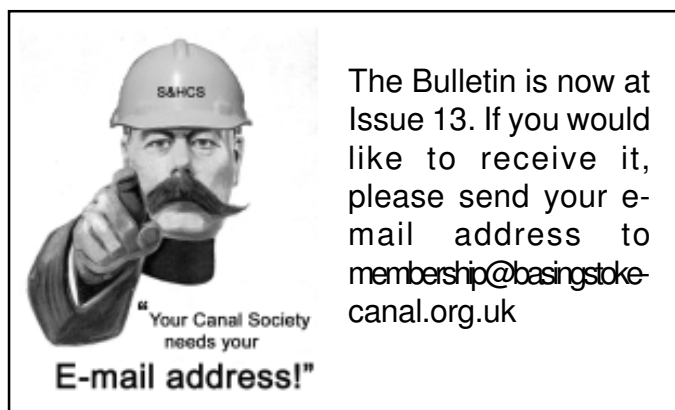 S&HCS
"Your Canal Society
needs your
E-mail address!"
The Bulletin is now at
Issue 13. If you would
like to receive it,
please send your e-
mail address to
membership@basingstoke-
canal.org.uk